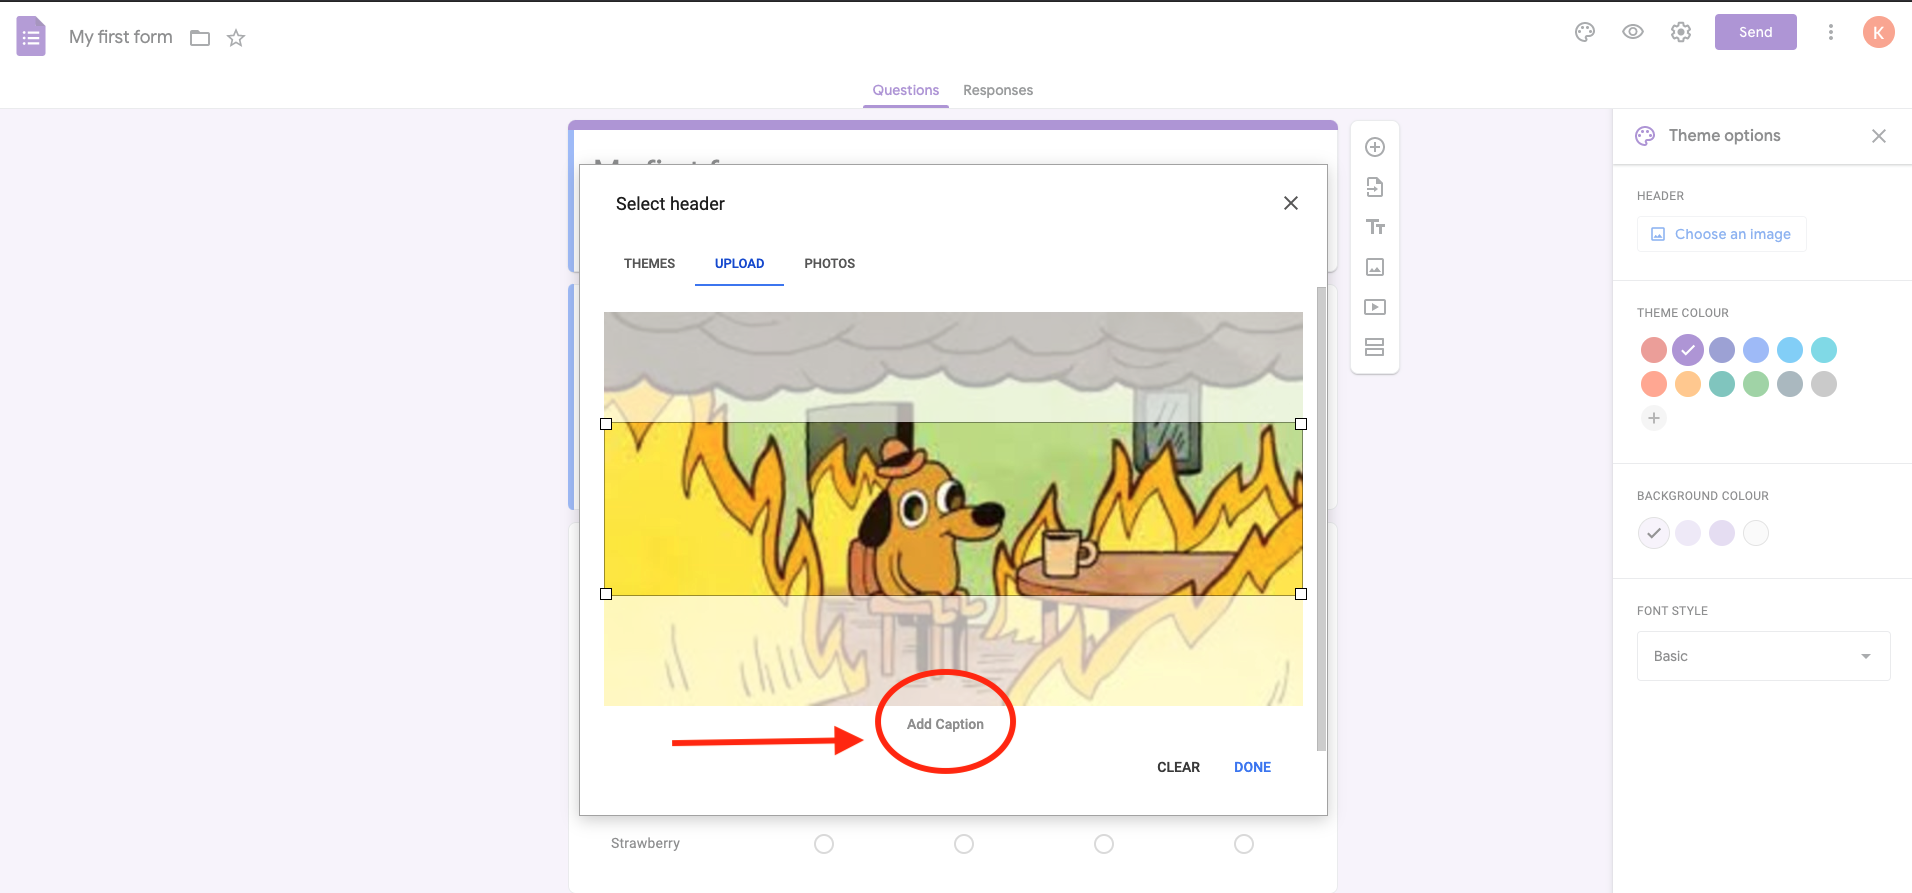 My first form
Send
K
Questions
Responses
Theme options
Select header
HEADER
Choose an image
THEMES
UPLOAD
PHOTOS
THEME COLOUR
BACKGROUND COLOUR
FONT STYLE
Basic
Add Caption
CLEAR
DONE
Strawberry